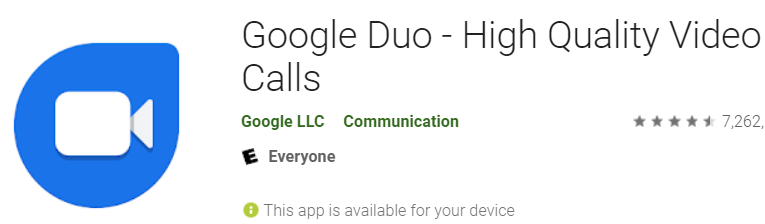 Google Duo - High Quality Video
Calls
Google LLC Communication 7,262,
E Everyone
This app is available for your device